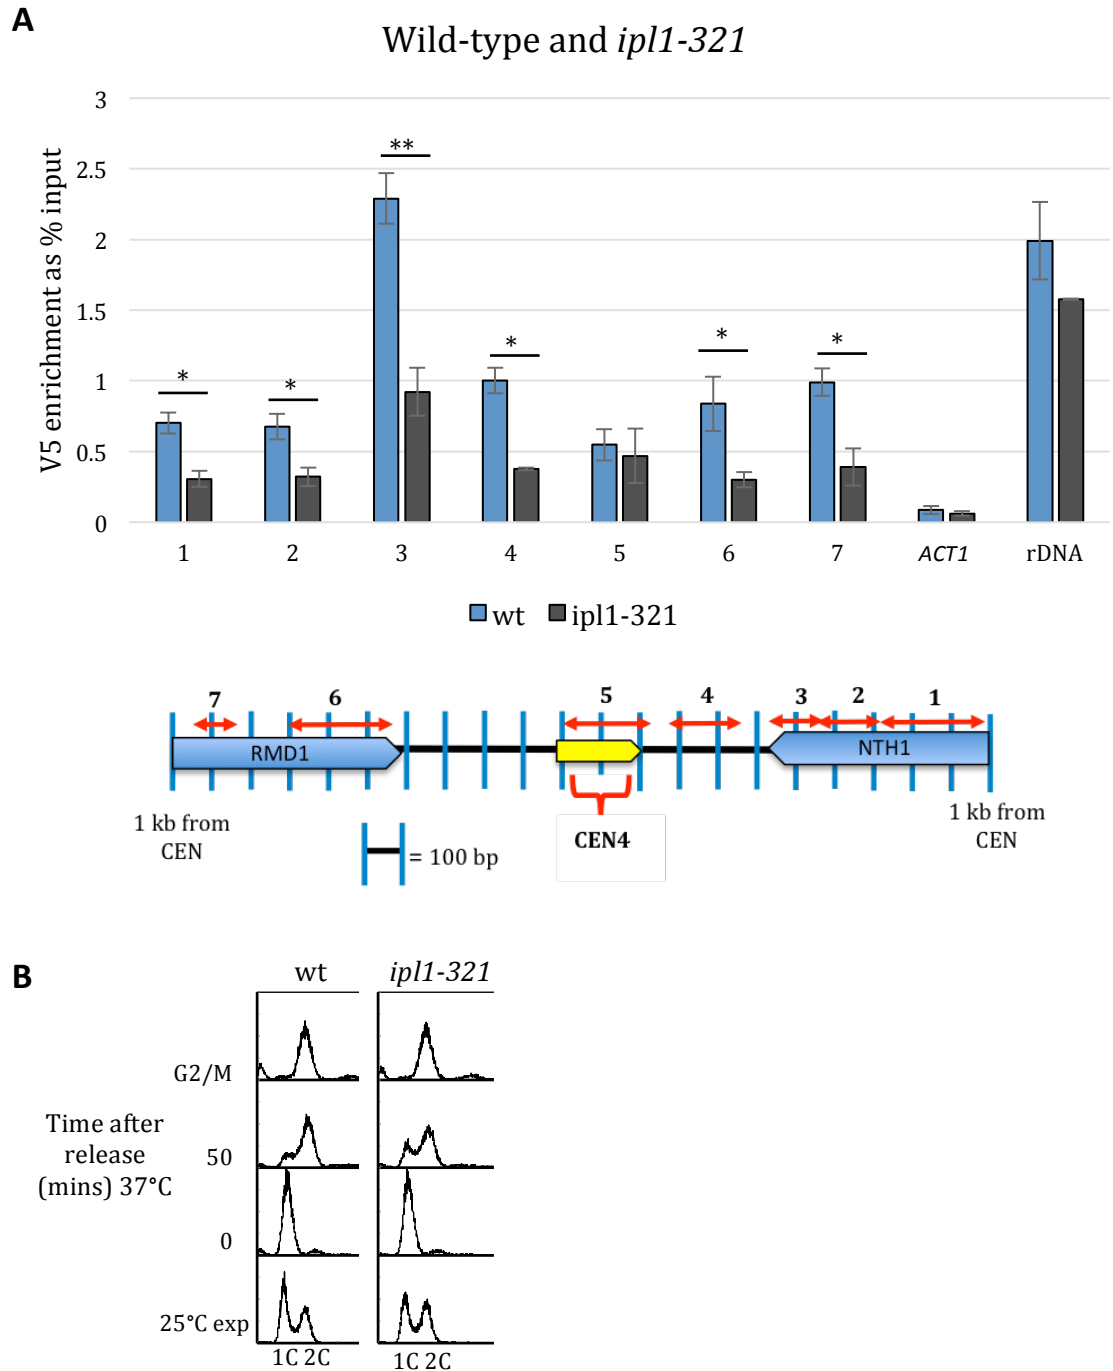 A
Wild-type and ipl1-321
V5 enrichment as % input
3
2.5
2
1.5
1
0.5
0
**
*
*
*
*
*
1 2 3 4 5 6 7 ACT1 rDNA
wt ipl1-321
7 6 5 4 3 2 1
RMD1 NTH1
1 kb from
CEN
CEN4
1 kb from
CEN
= 100 bp
B
wt ipl1-321
G2/M
Time after
release
(mins) 37°C
50
0
25°C exp
1C 2C 1C 2C